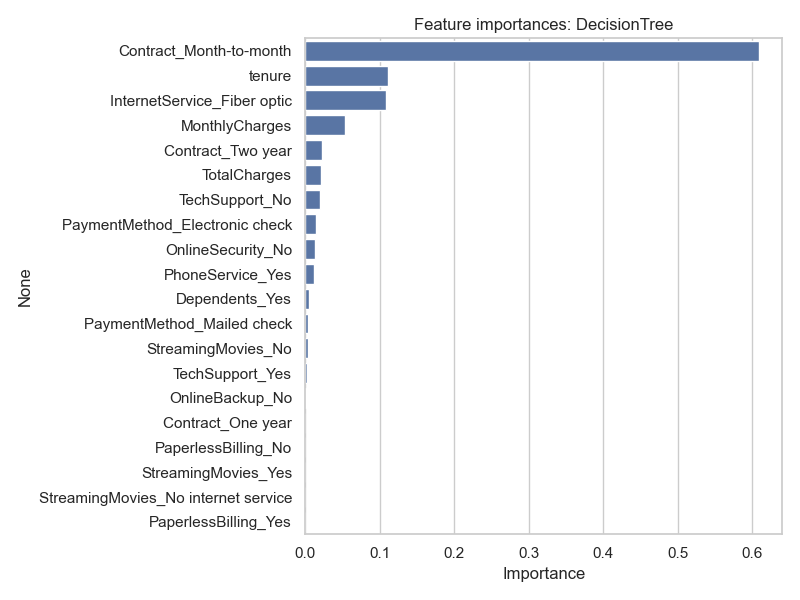 Feature importances: DecisionTree
Contract_Month-to-month
tenure
InternetService_Fiber optic
MonthlyCharges
Contract_Two year
TotalCharges
TechSupport_No
PaymentMethod_Electronic check
OnlineSecurity_No
PhoneService_Yes
Dependents_Yes
PaymentMethod_Mailed check
StreamingMovies_No
TechSupport_Yes
OnlineBackup_No
Contract_One year
PaperlessBilling_No
StreamingMovies_Yes
StreamingMovies_No internet service
PaperlessBilling_Yes
None
0.0 0.1 0.2 0.3 0.4 0.5 0.6
Importance